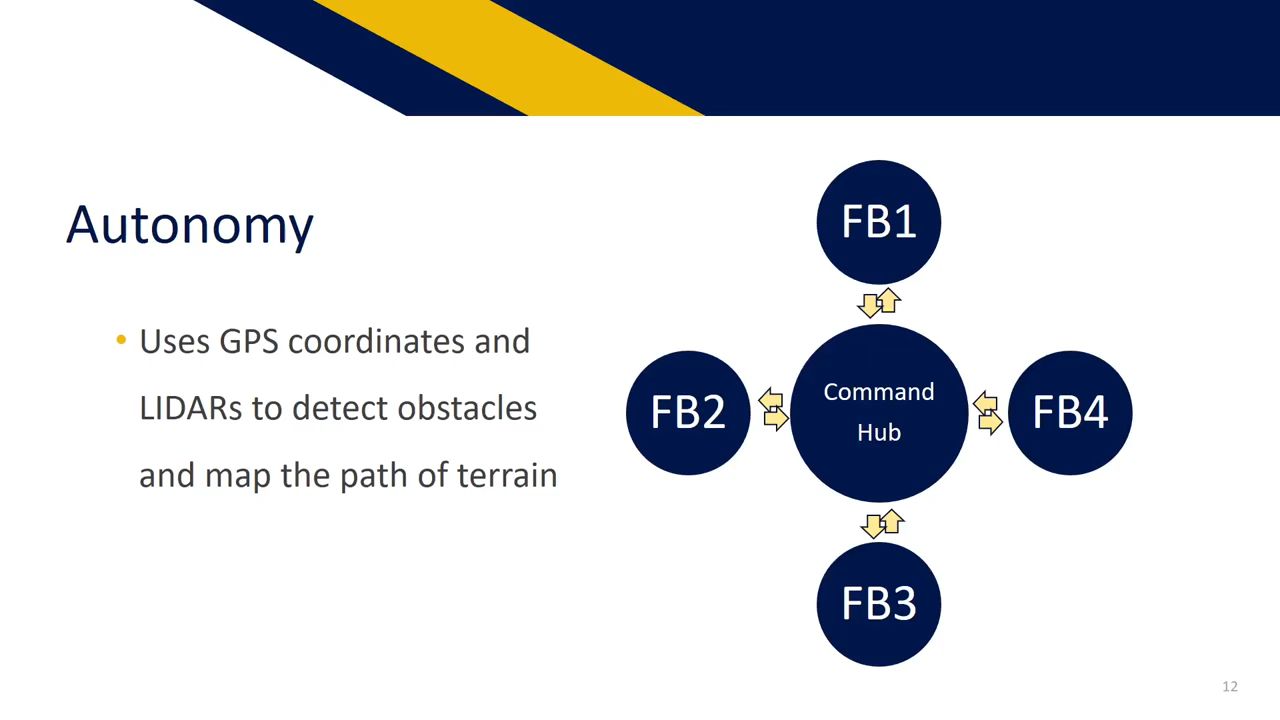 Autonomy
• Uses GPS coordinates and
LIDARs to detect obstacles
and map the path of terrain
FB1
FB2
Command
Hub
FB4
FB3
12